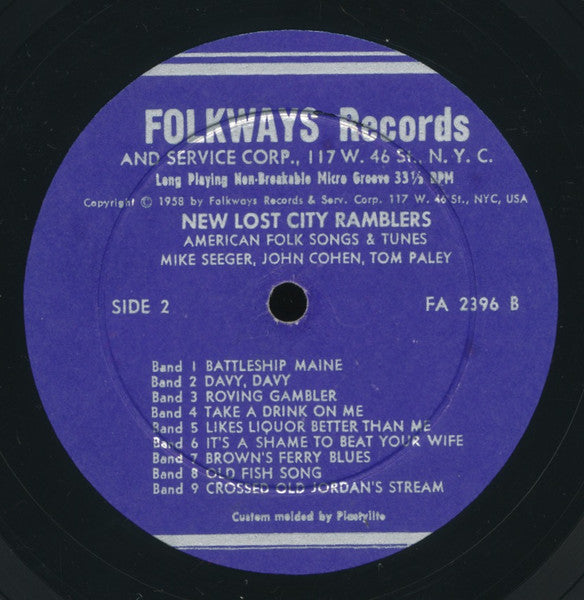 FOLKWAYS Records
AND SERVICE CORP., 117 W. 46 St., N. Y. C.
Long Playing Non-Breakable Micro Groove 33⅓ RPM
Copyright © 1958 by Folkways Records & Serv. Corp. 117 W. 46 St., NYC, USA
NEW LOST CITY RAMBLERS
AMERICAN FOLK SONGS & TUNES
MIKE SEEGER, JOHN COHEN, TOM PALEY
SIDE 2 FA 2396 B
Band 1 BATTLESHIP MAINE
Band 2 DAVY, DAVY
Band 3 ROVING GAMBLER
Band 4 TAKE A DRINK ON ME
Band 5 LIKES LIQUOR BETTER THAN ME
Band 6 IT'S A SHAME TO BEAT YOUR WIFE
Band 7 BROWN'S FERRY BLUES
Band 8 OLD FISH SONG
Band 9 CROSSED OLD JORDAN'S STREAM
Custom molded by Plastylite